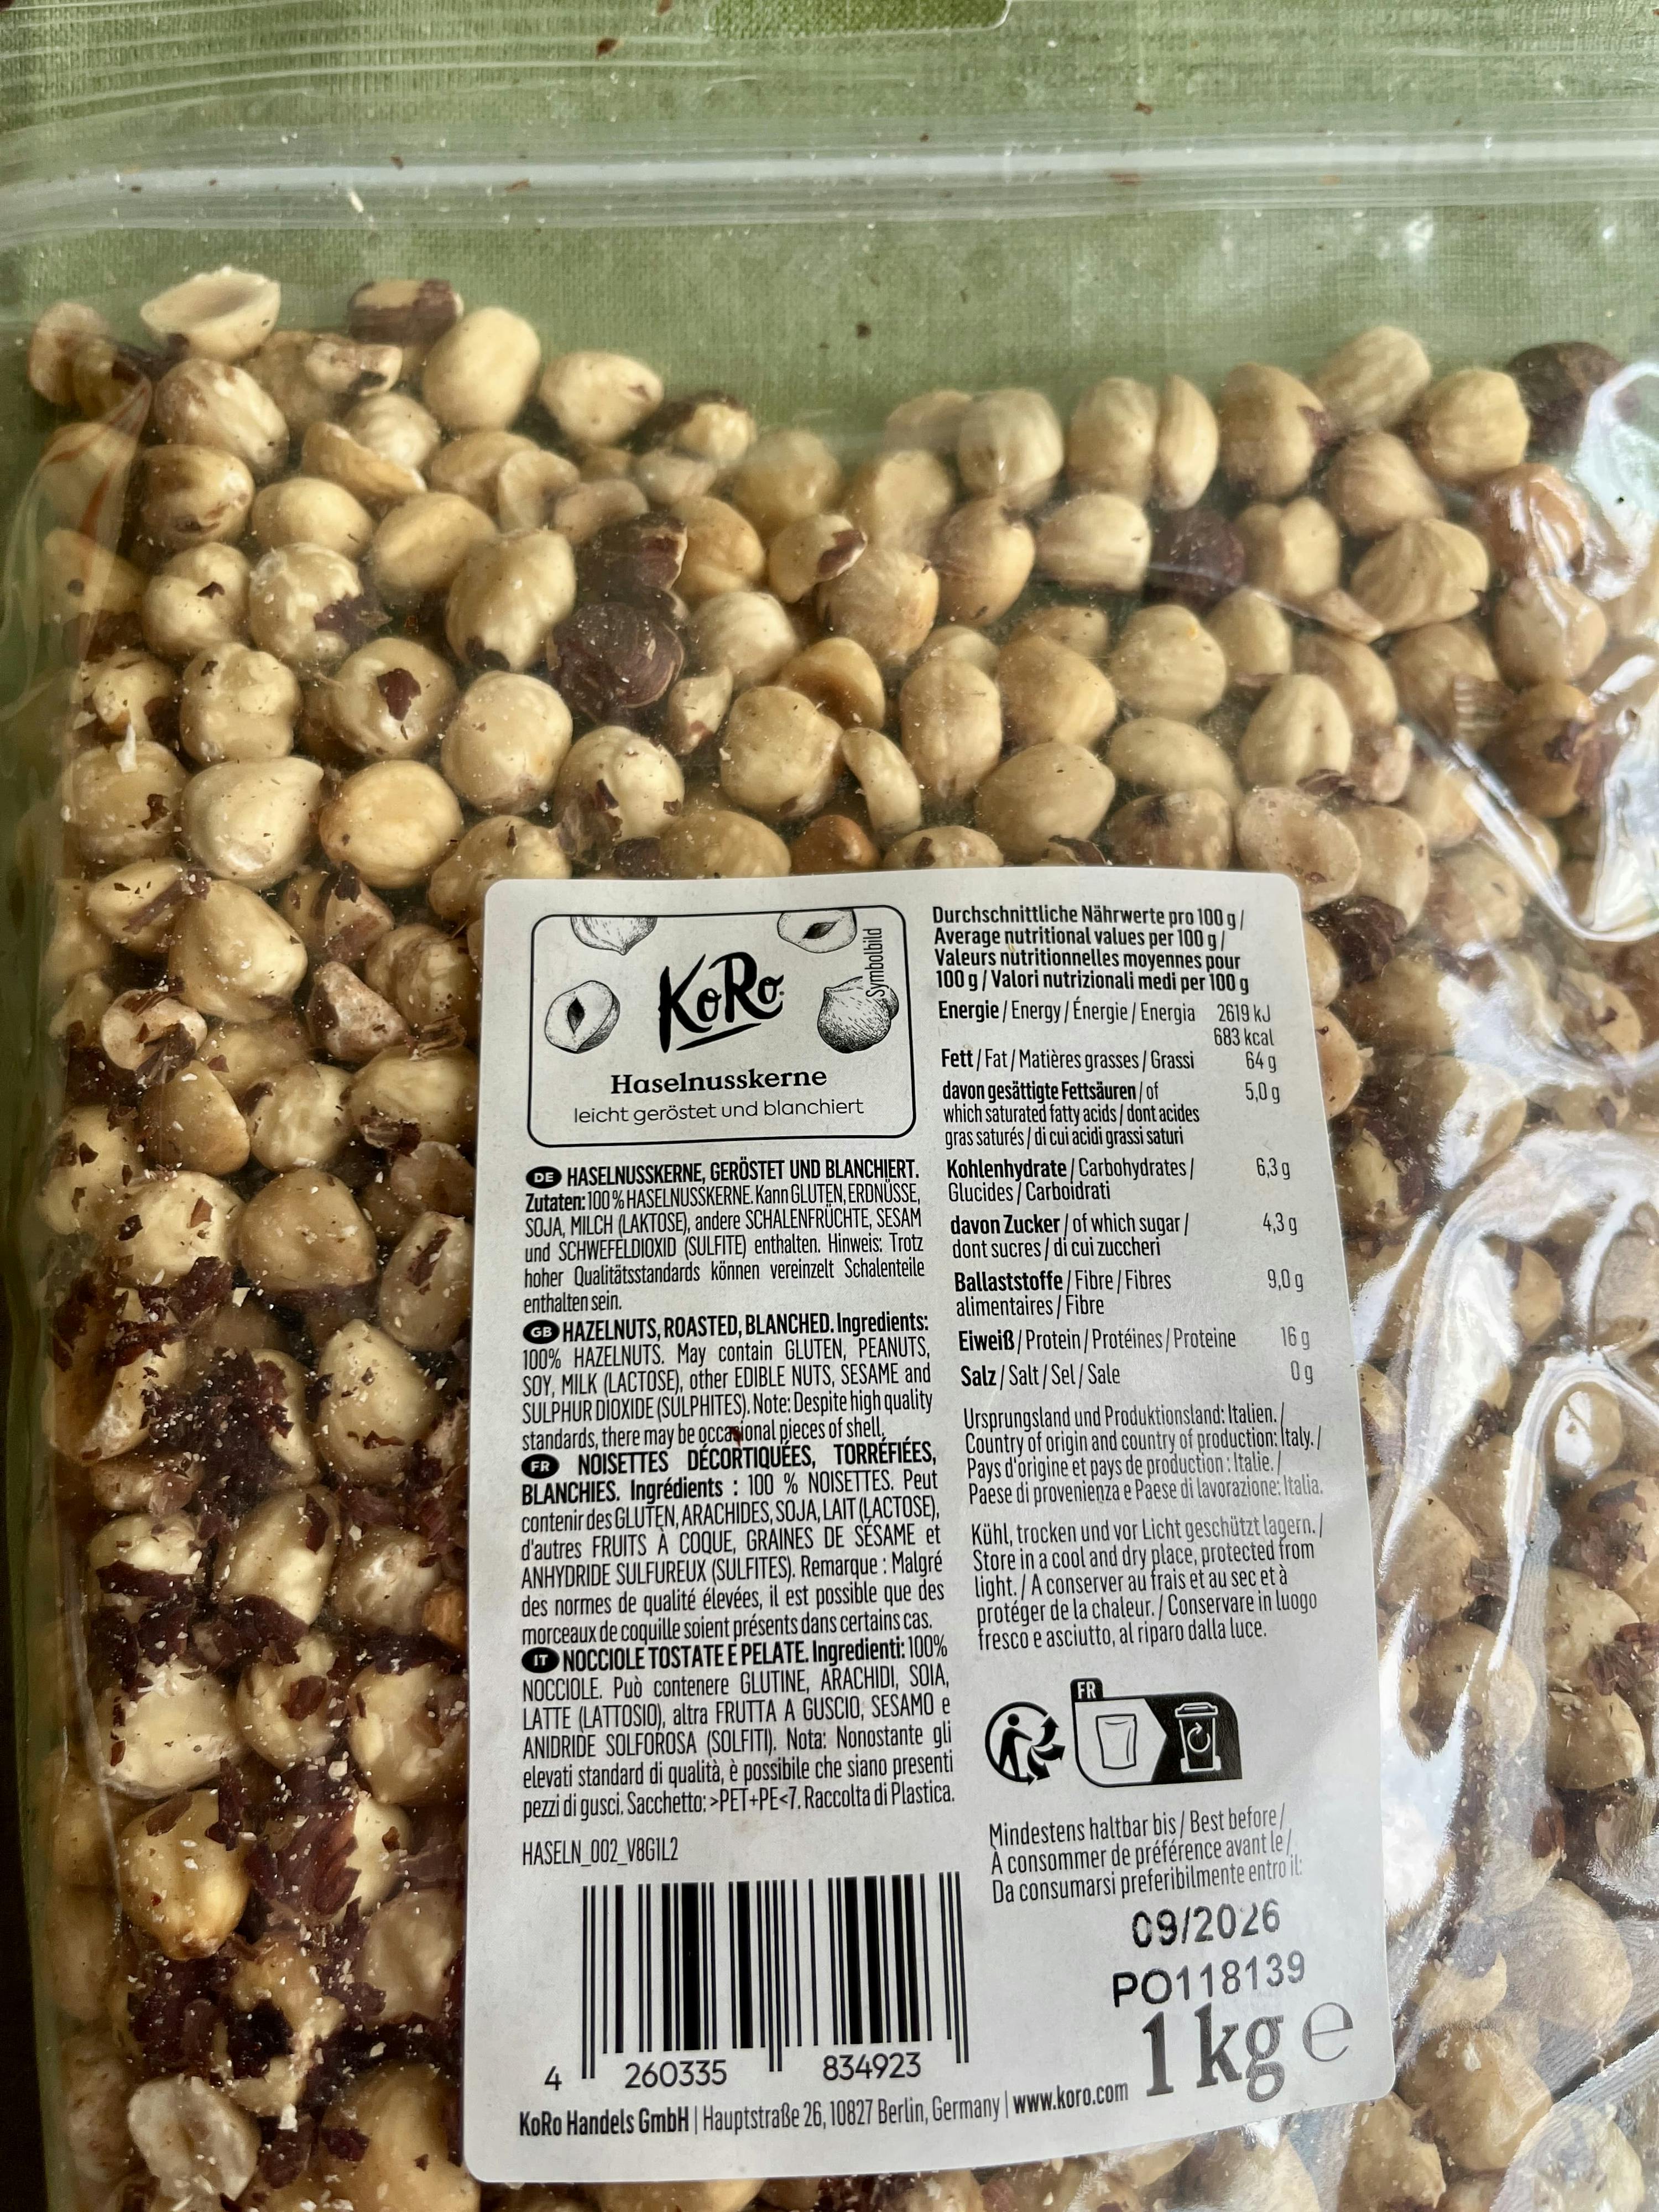 KoRo
Symbolbild
Haselnusskerne
leicht geröstet und blanchiert
DE HASELNUSSKERNE, GERÖSTET UND BLANCHIERT.
Zutaten: 100 % HASELNUSSKERNE. Kann GLUTEN, ERDNÜSSE,
SOJA, MILCH (LAKTOSE), andere SCHALENFRÜCHTE, SESAM
und SCHWEFELDIOXID (SULFITE) enthalten. Hinweis: Trotz
hoher Qualitätsstandards können vereinzelt Schalenteile
enthalten sein.
GB HAZELNUTS, ROASTED, BLANCHED. Ingredients:
100% HAZELNUTS. May contain GLUTEN, PEANUTS,
SOY, MILK (LACTOSE), other EDIBLE NUTS, SESAME and
SULPHUR DIOXIDE (SULPHITES). Note: Despite high quality
standards, there may be occasional pieces of shell.
FR NOISETTES DÉCORTIQUÉES, TORRÉFIÉES,
BLANCHIES. Ingrédients : 100 % NOISETTES. Peut
contenir des GLUTEN, ARACHIDES, SOJA, LAIT (LACTOSE),
d'autres FRUITS À COQUE, GRAINES DE SÉSAME et
ANHYDRIDE SULFUREUX (SULFITES). Remarque : Malgré
des normes de qualité élevées, il est possible que des
morceaux de coquille soient présents dans certains cas.
IT NOCCIOLE TOSTATE E PELATE. Ingredienti: 100%
NOCCIOLE. Può contenere GLUTINE, ARACHIDI, SOIA,
LATTE (LATTOSIO), altra FRUTTA A GUSCIO, SESAMO e
ANIDRIDE SOLFOROSA (SOLFITI). Nota: Nonostante gli
elevati standard di qualità, è possibile che siano presenti
pezzi di gusci. Sacchetto: >PET+PE<7. Raccolta di Plastica.
HASELN_002_V8G1L2
4 260335 834923
Durchschnittliche Nährwerte pro 100 g /
Average nutritional values per 100 g /
Valeurs nutritionnelles moyennes pour
100 g / Valori nutrizionali medi per 100 g
Energie / Energy / Énergie / Energia 2619 kJ
683 kcal
Fett / Fat / Matières grasses / Grassi 64 g
davon gesättigte Fettsäuren / of 5,0 g
which saturated fatty acids / dont acides
gras saturés / di cui acidi grassi saturi
Kohlenhydrate / Carbohydrates / 6,3 g
Glucides / Carboidrati
davon Zucker / of which sugar / 4,3 g
dont sucres / di cui zuccheri
Ballaststoffe / Fibre / Fibres 9,0 g
alimentaires / Fibre
Eiweiß / Protein / Protéines / Proteine 16 g
Salz / Salt / Sel / Sale 0 g
Ursprungsland und Produktionsland: Italien. /
Country of origin and country of production: Italy. /
Pays d'origine et pays de production : Italie. /
Paese di provenienza e Paese di lavorazione: Italia.
Kühl, trocken und vor Licht geschützt lagern. /
Store in a cool and dry place, protected from
light. / A conserver au frais et au sec et à
protéger de la chaleur. / Conservare in luogo
fresco e asciutto, al riparo dalla luce.
FR
Mindestens haltbar bis / Best before /
À consommer de préférence avant le /
Da consumarsi preferibilmente entro il:
09/2026
PO118139
1 kg e
KoRo Handels GmbH | Hauptstraße 26, 10827 Berlin, Germany | www.koro.com